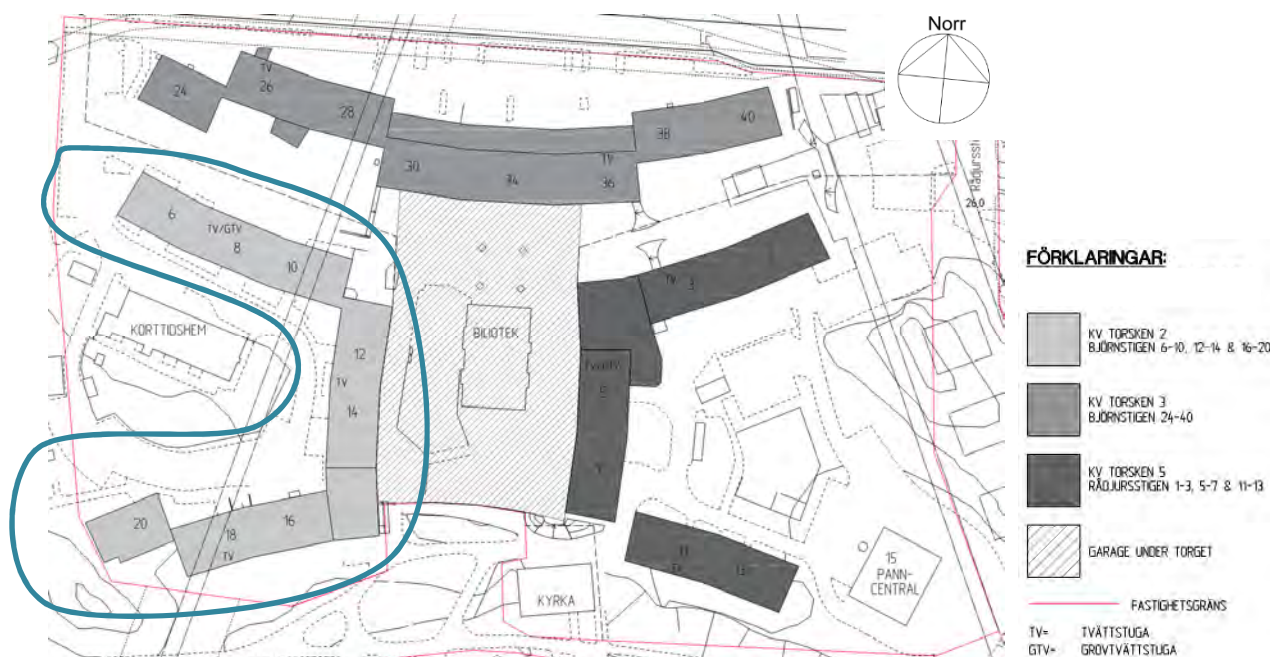 Norr
24
TV
26
28
30
34
TV
36
38
40
Rådjursst
26.0
6
TV/GTV
8
10
KORTTIDSHEM
12
TV
14
BILIOTEK
TV
3
5
7
20
18
TV
16
11
13
15
PANN-
CENTRAL
KYRKA
FÖRKLARINGAR:
KV TORSKEN 2
BJÖRNSTIGEN 6-10, 12-14 & 16-20
KV TORSKEN 3
BJÖRNSTIGEN 24-40
KV TORSKEN 5
RÅDJURSSTIGEN 1-3, 5-7 & 11-13
GARAGE UNDER TORGET
FASTIGHETSGRÄNS
TV= TVÄTTSTUGA
GTV= GROVTVÄTTSTUGA